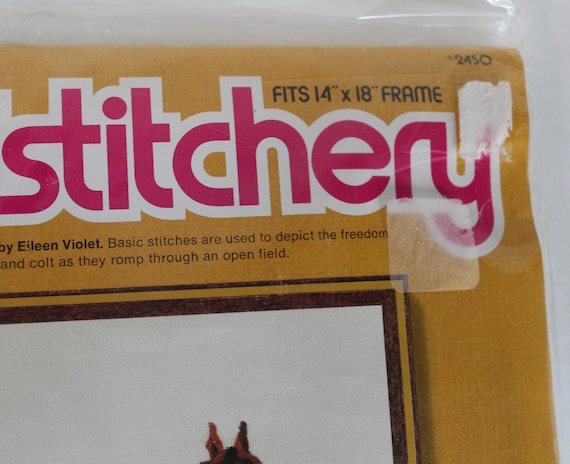 #2450
FITS 14" x 18" FRAME
stitchery
by Eileen Violet. Basic stitches are used to depict the freedom
and colt as they romp through an open field.